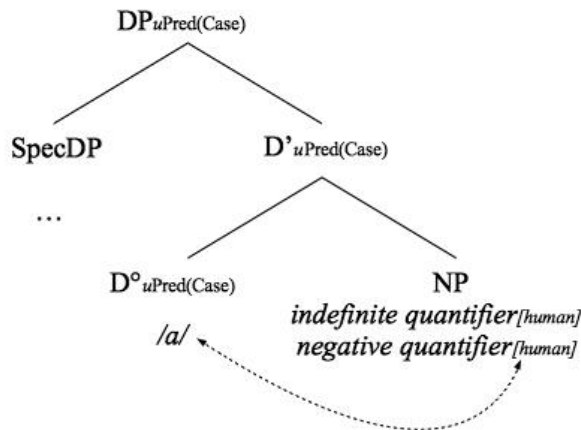 DPuPred(Case)
SpecDP D’uPred(Case)
...
D°uPred(Case) NP
/a/ indefinite quantifier[human]
negative quantifier[human]